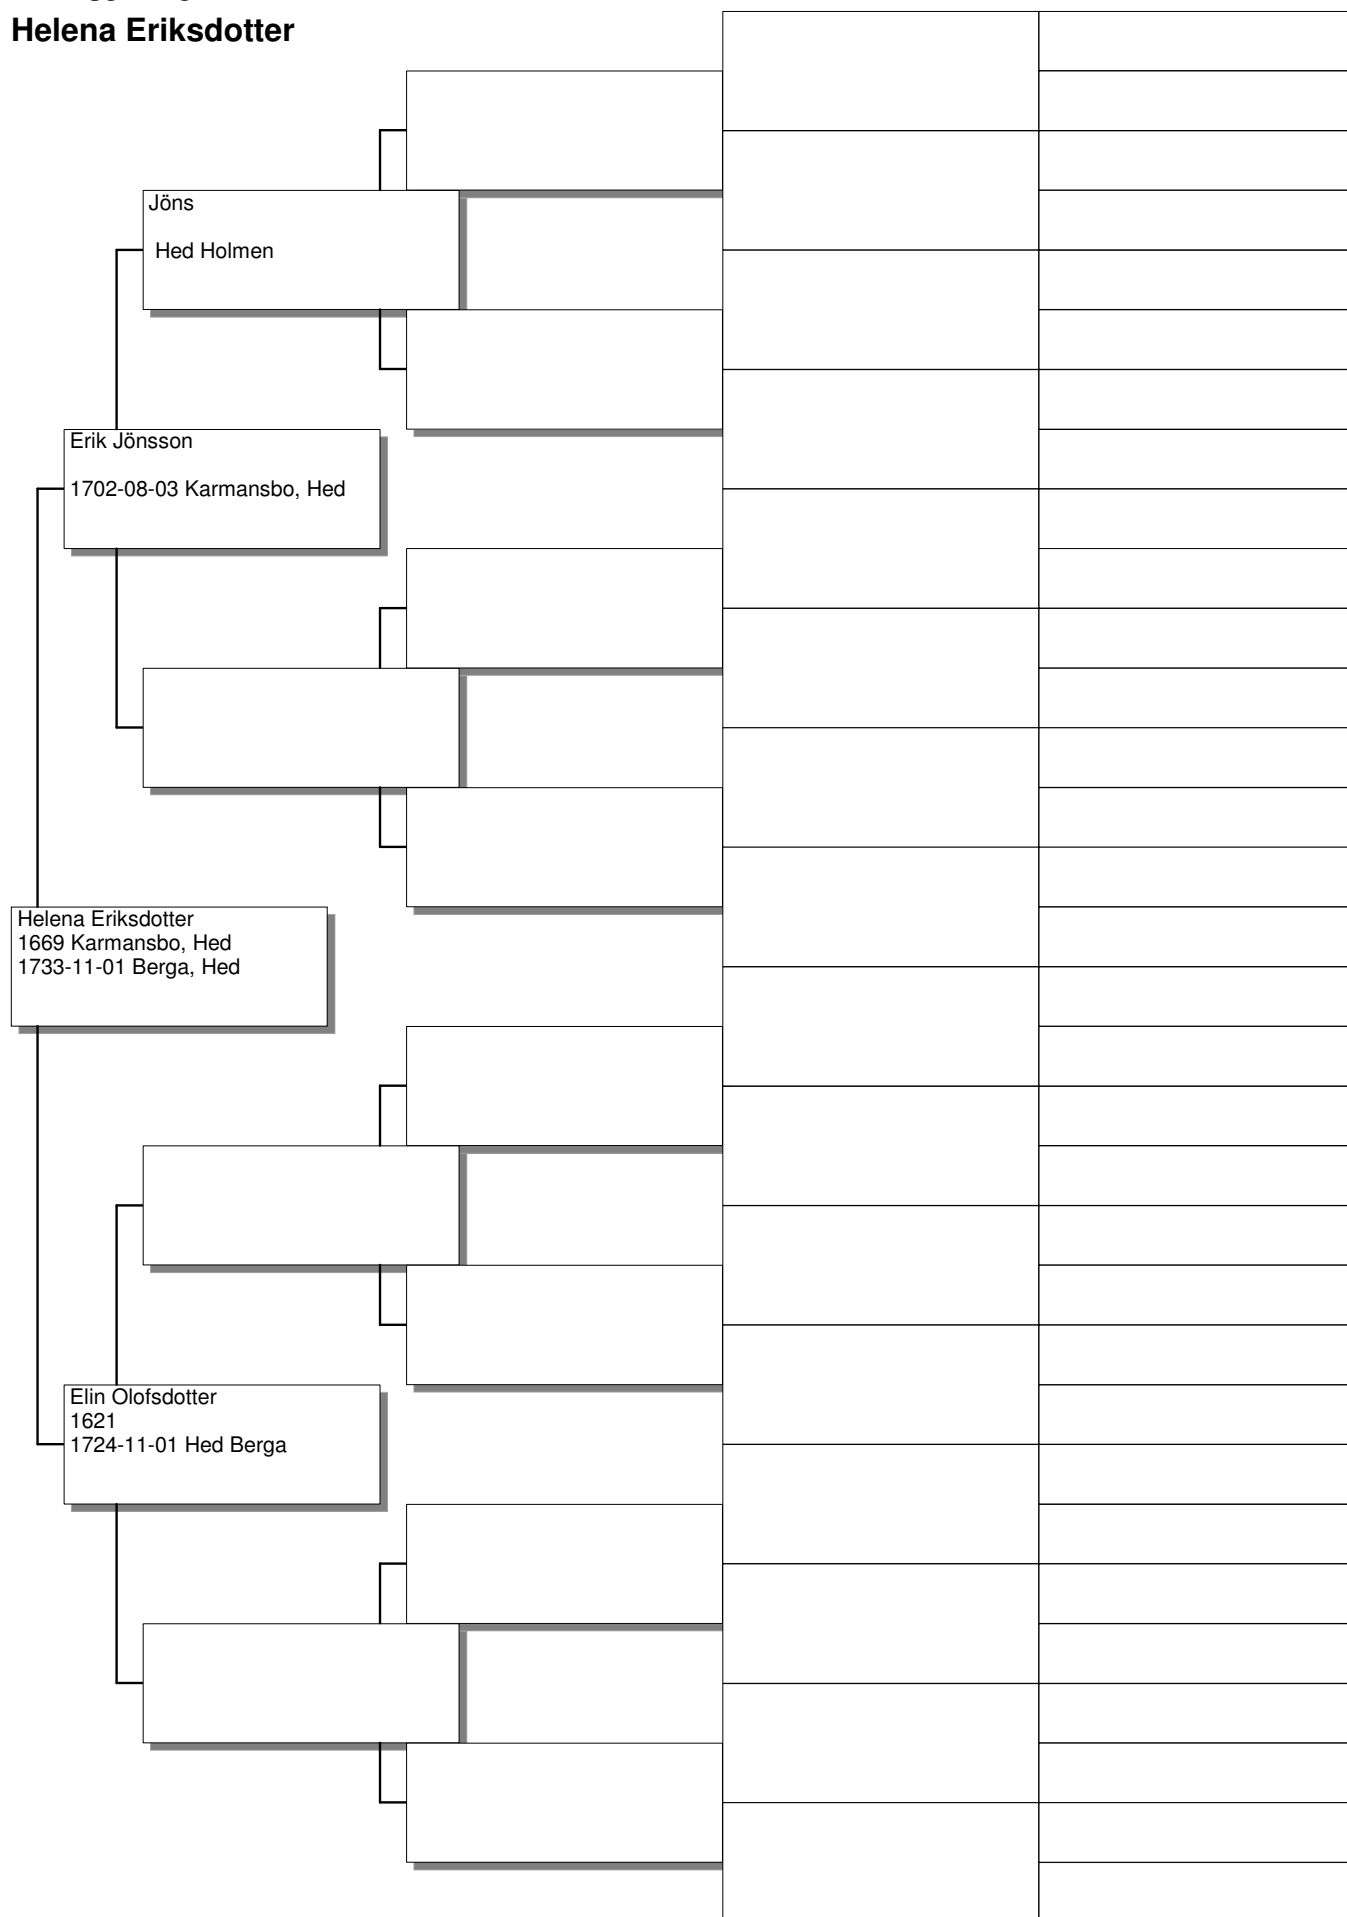 Helena Eriksdotter
Jöns
Hed Holmen
Erik Jönsson
1702-08-03 Karmansbo, Hed
Helena Eriksdotter
1669 Karmansbo, Hed
1733-11-01 Berga, Hed
Elin Olofsdotter
1621
1724-11-01 Hed Berga